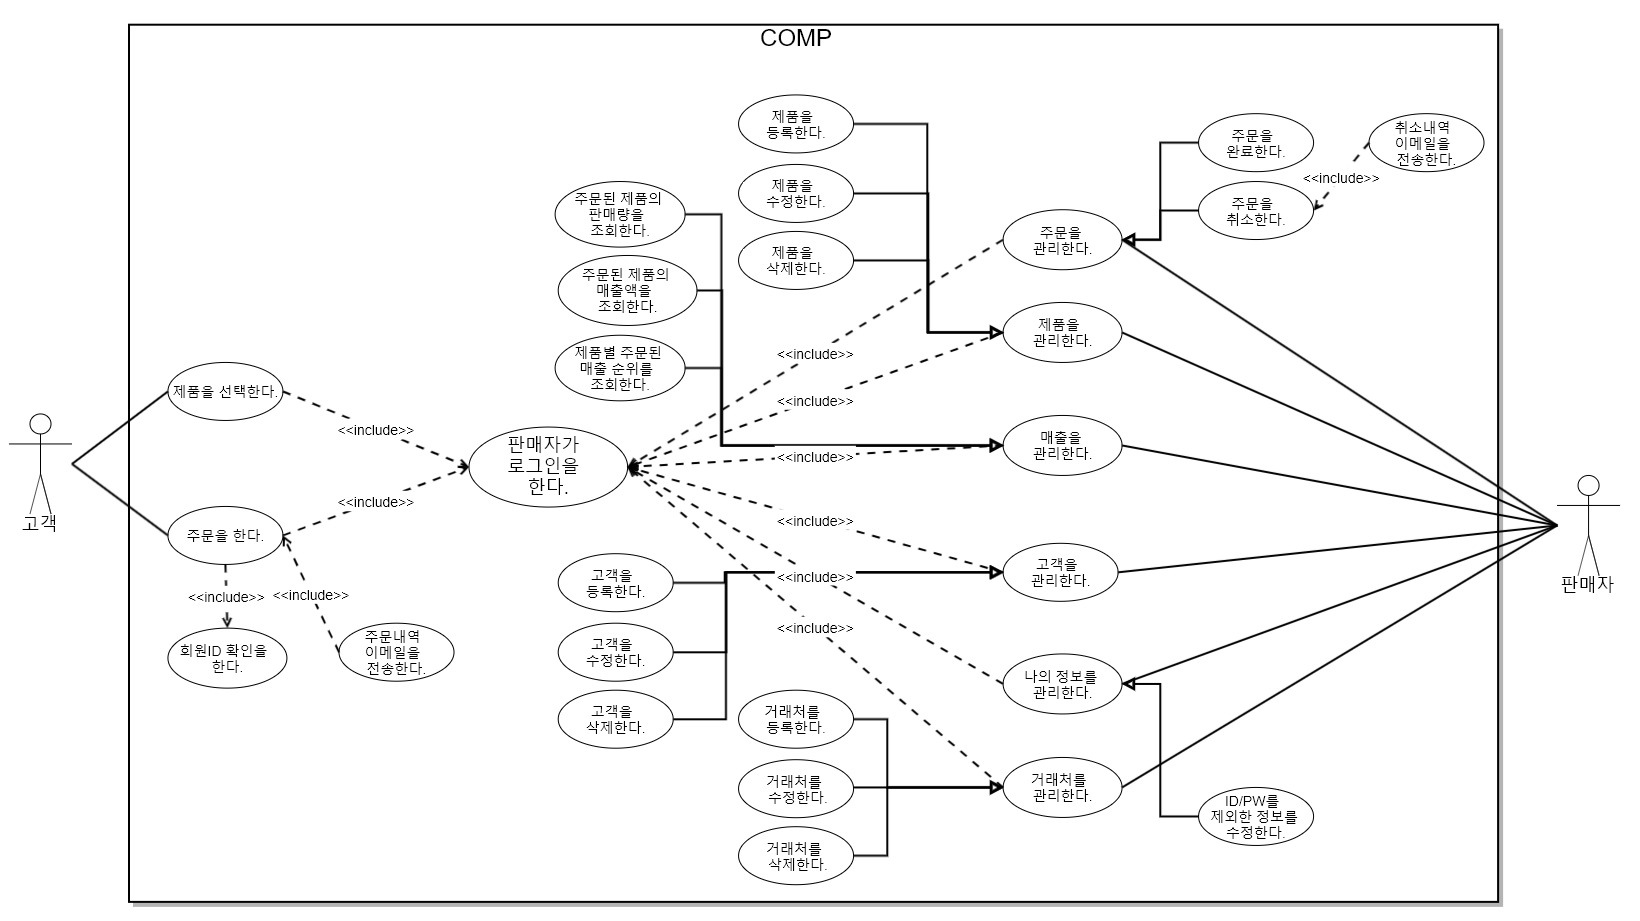 COMP
제품을
등록한다.
제품을
수정한다.
제품을
삭제한다.
주문을
완료한다.
취소내역
이메일을
전송한다.
<<include>>
주문을
취소한다.
주문을
관리한다.
주문된 제품의
판매량을
조회한다.
주문된 제품의
매출액을
조회한다.
제품별 주문된
매출 순위를
조회한다.
<<include>>
제품을
관리한다.
<<include>>
제품을 선택한다.
<<include>>
판매자가
로그인을
한다.
매출을
관리한다.
<<include>>
고객
<<include>>
주문을 한다.
<<include>>
<<include>>
회원ID 확인을
한다.
주문내역
이메일을
전송한다.
<<include>>
고객을
관리한다.
판매자
고객을
등록한다.
<<include>>
고객을
수정한다.
<<include>>
고객을
삭제한다.
나의 정보를
관리한다.
거래처를
등록한다.
거래처를
수정한다.
거래처를
삭제한다.
거래처를
관리한다.
ID/PW를
제외한 정보를
수정한다.